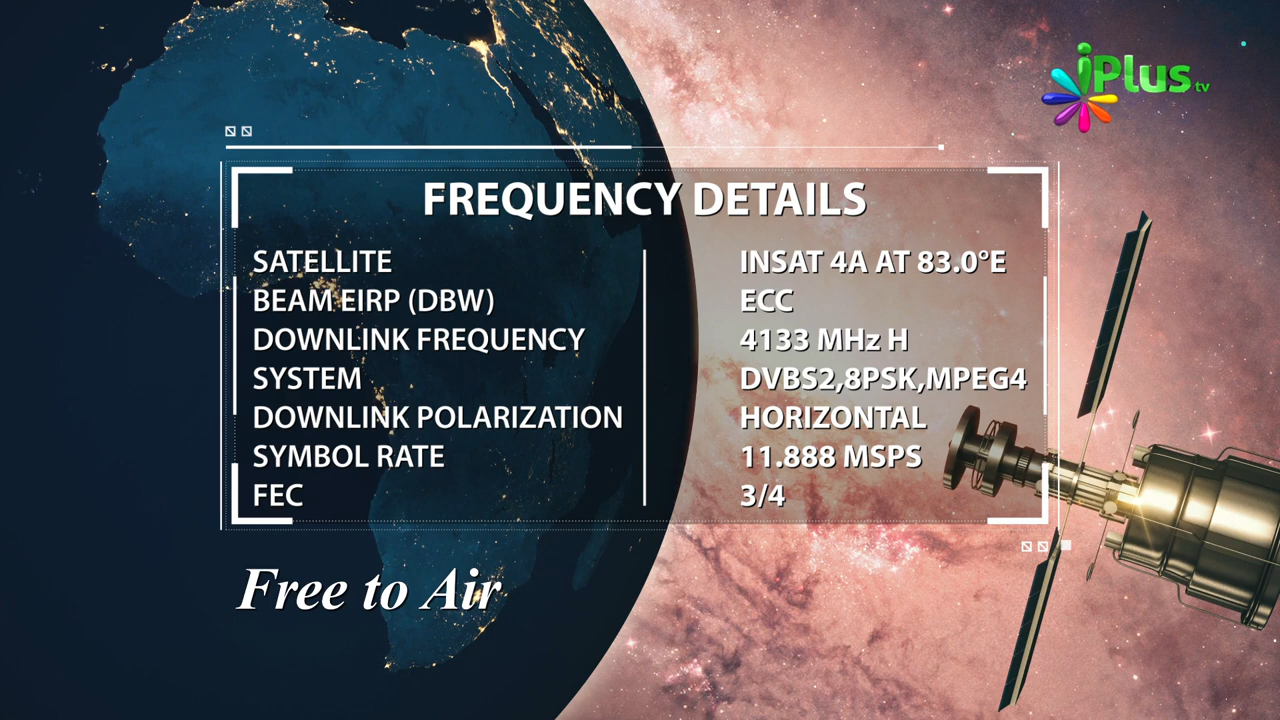 iPlus tv
FREQUENCY DETAILS
SATELLITE INSAT 4A AT 83.0°E
BEAM EIRP (DBW) ECC
DOWNLINK FREQUENCY 4133 MHz H
SYSTEM DVBS2,8PSK,MPEG4
DOWNLINK POLARIZATION HORIZONTAL
SYMBOL RATE 11.888 MSPS
FEC 3/4
Free to Air